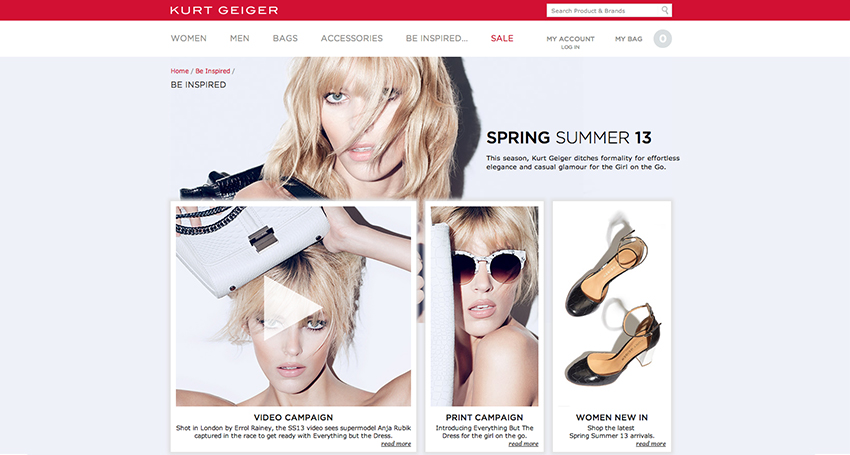 KURT GEIGER
Search Product & Brands
WOMEN MEN BAGS ACCESSORIES BE INSPIRED... SALE MY ACCOUNT MY BAG 0
LOG IN
Home / Be Inspired /
BE INSPIRED
SPRING SUMMER 13
This season, Kurt Geiger ditches formality for effortless
elegance and casual glamour for the Girl on the Go.
VIDEO CAMPAIGN
Shot in London by Errol Rainey, the SS13 video sees supermodel Anja Rubik
captured in the race to get ready with Everything but the Dress.
read more
PRINT CAMPAIGN
Introducing Everything But The
Dress for the girl on the go.
read more
WOMEN NEW IN
Shop the latest
Spring Summer 13 arrivals.
read more